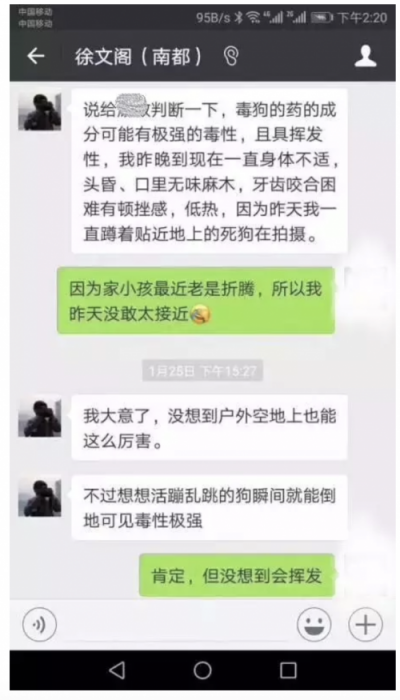 中国移动
中国移动
95B/s 下午2:20
徐文阁（南都）
说给 判断一下，毒狗的药的成
分可能有极强的毒性，且具挥发
性，我昨晚到现在一直身体不适，
头昏、口里无味麻木，牙齿咬合困
难有顿挫感，低热，因为昨天我一
直蹲着贴近地上的死狗在拍摄。
因为家小孩最近老是折腾，所以我
昨天没敢太接近
1月25日 下午15:27
我大意了，没想到户外空地上也能
这么厉害。
不过想想活蹦乱跳的狗瞬间就能倒
地可见毒性极强
肯定，但没想到会挥发